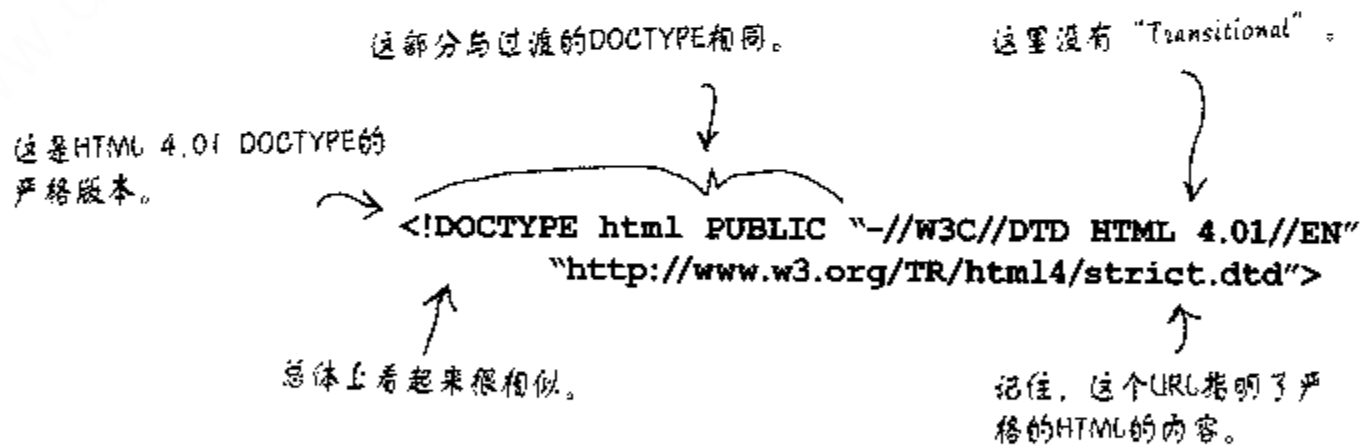 这部分与过渡的DOCTYPE相同。
这里没有“Transitional”。
这是HTML 4.01 DOCTYPE的
严格版本。
<!DOCTYPE html PUBLIC “-//W3C//DTD HTML 4.01//EN”
“http://www.w3.org/TR/html4/strict.dtd”>
总体上看起来很相似。
记住，这个URL指明了严
格的HTML的内容。